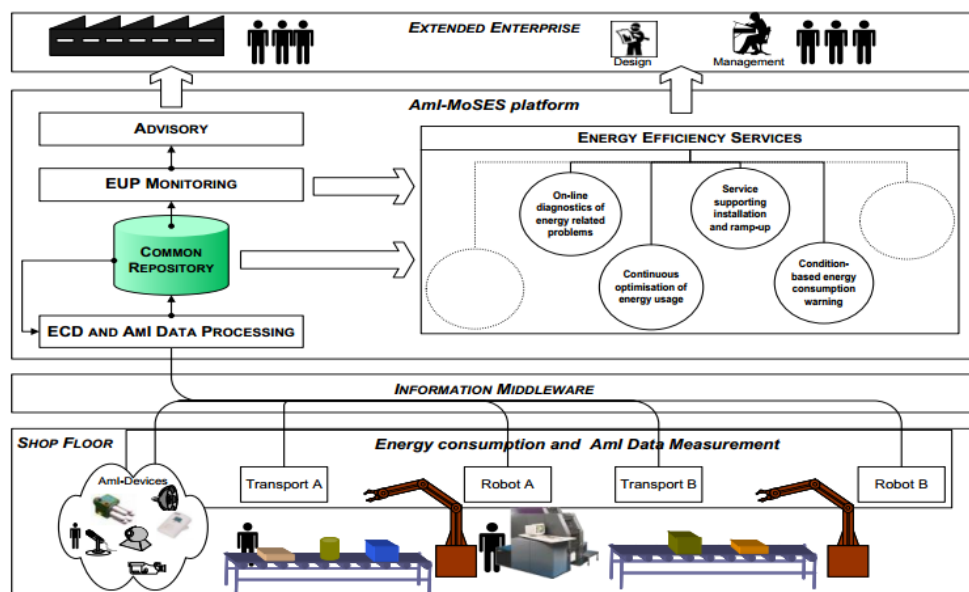 EXTENDED ENTERPRISE
Design
Management
AmI-MoSES platform
ADVISORY
EUP MONITORING
COMMON
REPOSITORY
ECD AND AMI DATA PROCESSING
ENERGY EFFICIENCY SERVICES
On-line
diagnostics of
energy related
problems
Service
supporting
installation
and ramp-up
Continuous
optimisation of
energy usage
Condition-
based energy
consumption
warning
INFORMATION MIDDLEWARE
SHOP FLOOR
Energy consumption and AmI Data Measurement
AmI-Devices
Transport A
Robot A
Transport B
Robot B